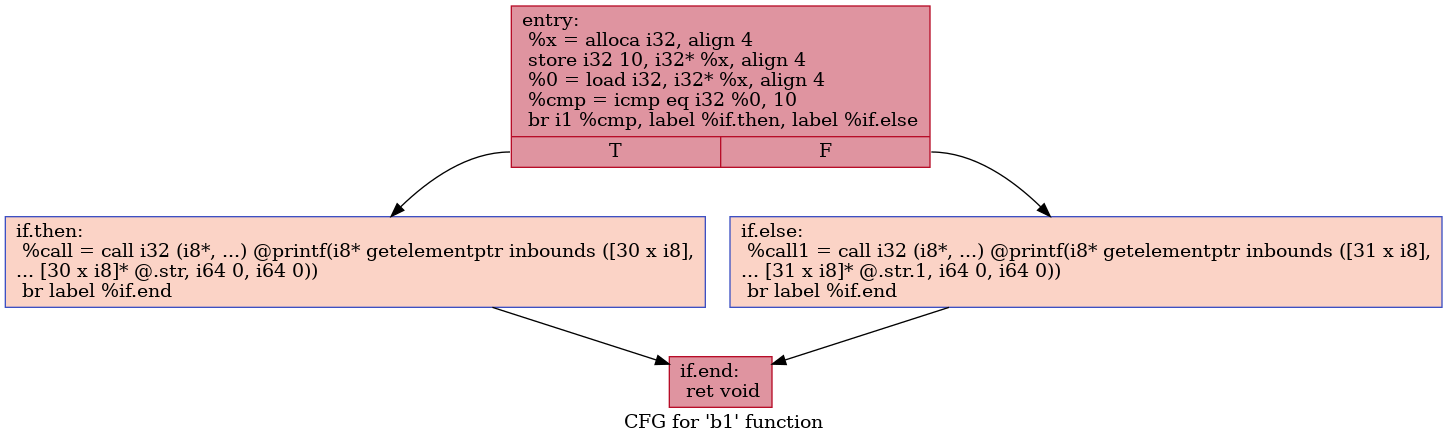 entry:
%x = alloca i32, align 4
store i32 10, i32* %x, align 4
%0 = load i32, i32* %x, align 4
%cmp = icmp eq i32 %0, 10
br i1 %cmp, label %if.then, label %if.else
T
F
if.then:
%call = call i32 (i8*, ...) @printf(i8* getelementptr inbounds ([30 x i8],
... [30 x i8]* @.str, i64 0, i64 0))
br label %if.end
if.else:
%call1 = call i32 (i8*, ...) @printf(i8* getelementptr inbounds ([31 x i8],
... [31 x i8]* @.str.1, i64 0, i64 0))
br label %if.end
if.end:
ret void
CFG for 'b1' function